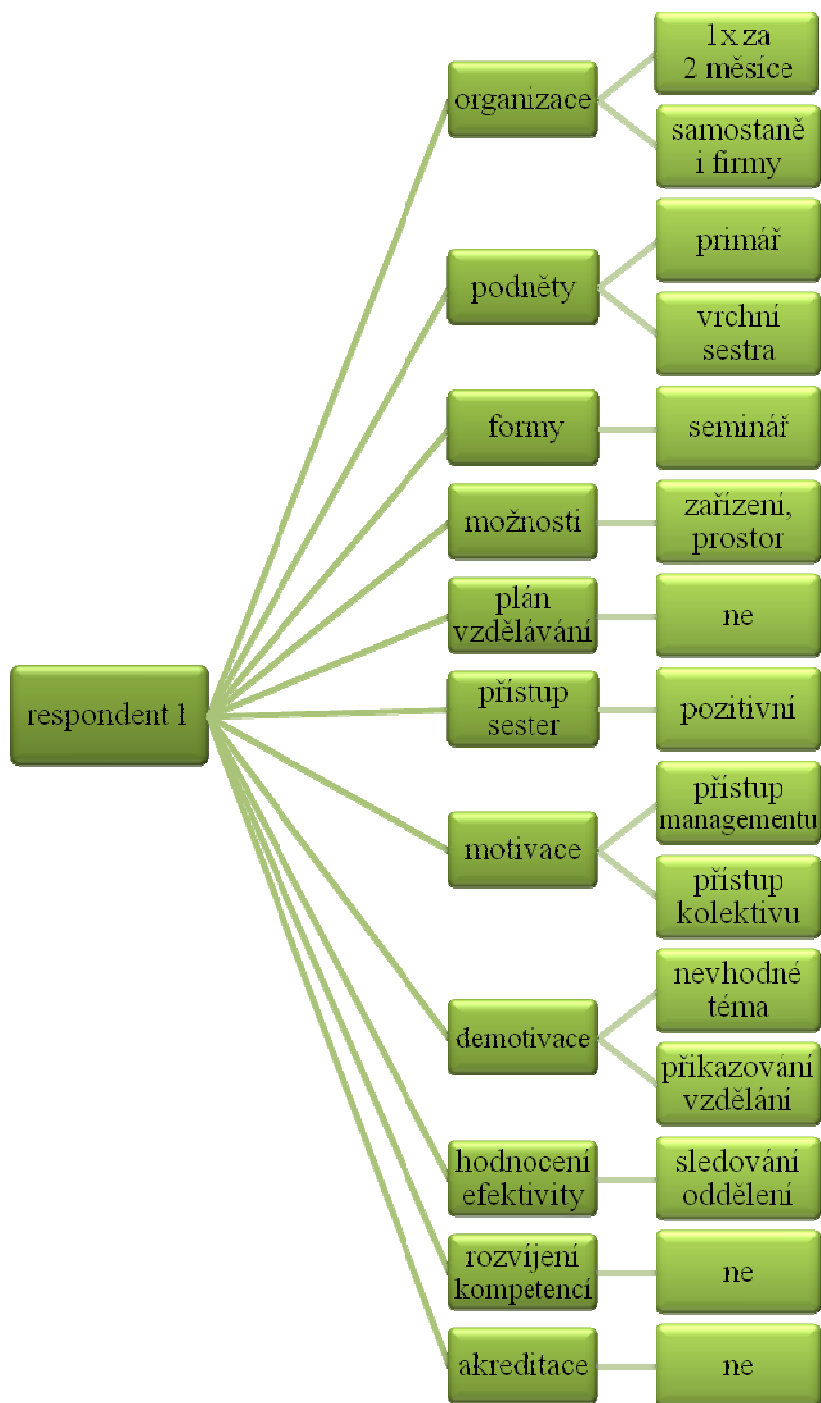 respondent 1
organizace
1x za
2 měsíce
samostaně
i firmy
podněty
primář
vrchní
sestra
formy
seminář
možnosti
zařízení,
prostor
plán
vzdělávání
ne
přístup
sester
pozitivní
motivace
přístup
managementu
přístup
kolektivu
demotivace
nevhodné
téma
přikazování
vzdělání
hodnocení
efektivity
sledování
oddělení
rozvíjení
kompetencí
ne
akreditace
ne